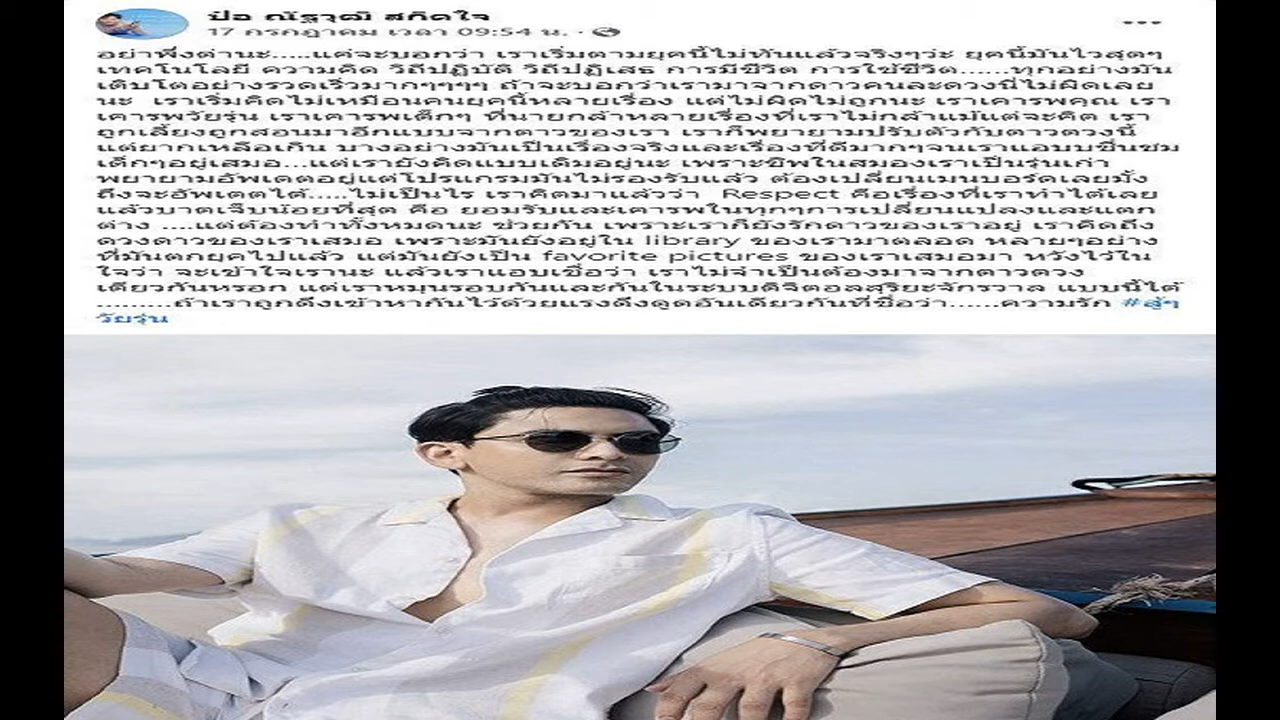 ป๋อ ณัฐวุฒิ สกิดใจ
17 กรกฎาคม เวลา 09:54 น. ·
อย่าพึ่งด่านะ.....แค่จะบอกว่า เราเริ่มตามยุคนี้ไม่ทันแล้วจริงๆว่ะ ยุคนี้มันไวสุดๆ
เทคโนโลยี ความคิด วิถีปฏิบัติ วิถีปฏิเสธ การมีชีวิต การใช้ชีวิต......ทุกอย่างมัน
เติบโตอย่างรวดเร็วมากๆๆๆๆ ถ้าจะบอกว่าเรามาจากดาวคนละดวงนี่ไม่ผิดเลย
นะ เราเริ่มคิดไม่เหมือนคนยุคนี้หลายเรื่อง แต่ไม่ผิดไม่ถูกนะ เราเคารพคุณ เรา
เคารพวัยรุ่น เราเคารพเด็กๆ ที่นายกล้าหลายเรื่องที่เราไม่กล้าแม้แต่จะคิด เรา
ถูกเลี้ยงถูกสอนมาอีกแบบจากดาวของเรา เราก็พยายามปรับตัวกับดาวดวงนี้
แต่ยากเหลือเกิน บางอย่างมันเป็นเรื่องจริงและเรื่องที่ดีมากๆจนเราแอบบชื่นชม
เด็กๆอยู่เสมอ...แต่เรายังคิดแบบเดิมอยู่นะ เพราะชิพในสมองเราเป็นรุ่นเก่า
พยายามอัพเดตอยู่แต่โปรแกรมมันไม่รองรับแล้ว ต้องเปลี่ยนเมนบอร์ดเลยมั้ง
ถึงจะอัพเดตได้.....ไม่เป็นไร เราคิดมาแล้วว่า Respect คือเรื่องที่เราทำได้เลย
แล้วบาดเจ็บน้อยที่สุด คือ ยอมรับและเคารพในทุกๆการเปลี่ยนแปลงและแตก
ต่าง ....แต่ต้องทำทั้งหมดนะ ช่วยกัน เพราะเราก็ยังรักดาวของเราอยู่ เราคิดถึง
ดวงดาวของเราเสมอ เพราะมันยังอยู่ใน library ของเรามาตลอด หลายๆอย่าง
ที่มันตกยุคไปแล้ว แต่มันยังเป็น favorite pictures ของเราเสมอมา หวังไว้ใน
ใจว่า จะเข้าใจเรานะ แล้วเราแอบเชื่อว่า เราไม่จำเป็นต้องมาจากดาวดวง
เดียวกันหรอก แต่เราหมุนรอบกันและกันในระบบดิจิตอลสุริยะจักรวาล แบบนี้ได้
.........ถ้าเราถูกดึงเข้าหากันไว้ด้วยแรงดึงดูดอันเดียวกันที่ชื่อว่า......ความรัก #สู้ๆ
วัยรุ่น